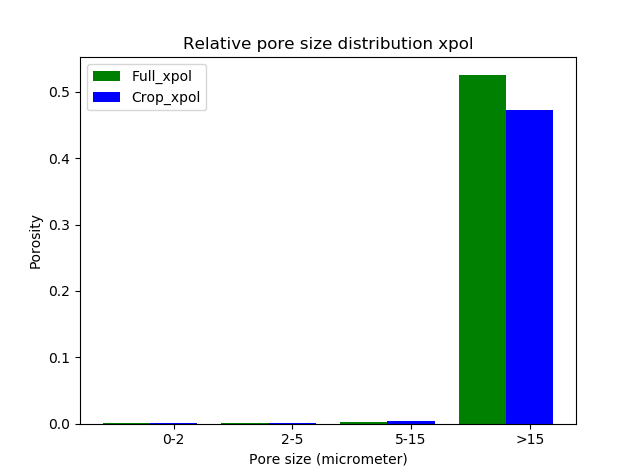 Relative pore size distribution xpol
Full_xpol
Crop_xpol
0.5
0.4
0.3
0.2
0.1
0.0
Porosity
0-2 2-5 5-15 >15
Pore size (micrometer)